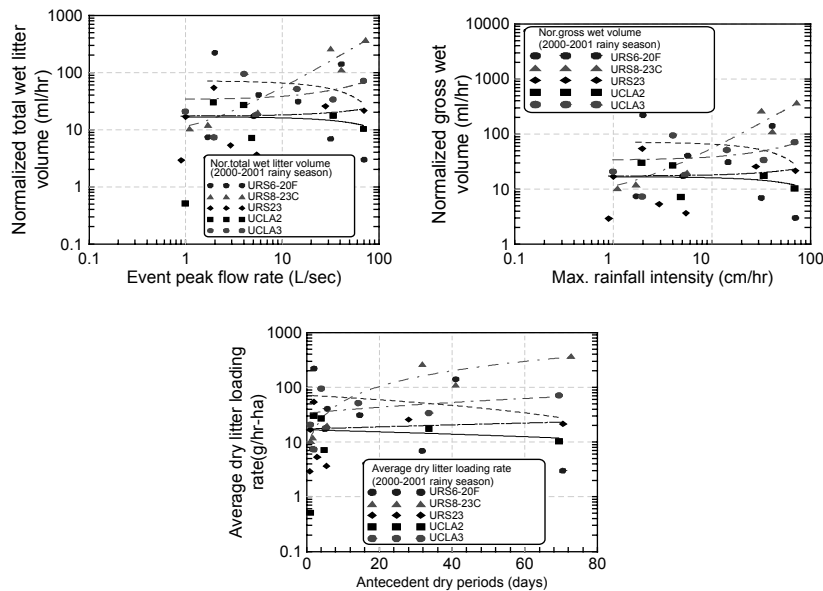 Normalized total wet litter
volume (ml/hr)
1000
100
10
1
0.1
0.1
1
10
100
Nor.total wet litter volume
(2000-2001 rainy season)
URS6-20F
URS8-23C
URS23
UCLA2
UCLA3
Event peak flow rate (L/sec)
Normalized gross wet
volume (ml/hr)
10000
1000
100
10
1
0.1
1
10
100
Nor.gross wet volume
(2000-2001 rainy season)
URS6-20F
URS8-23C
URS23
UCLA2
UCLA3
Max. rainfall intensity (cm/hr)
Average dry litter loading
rate(g/hr-ha)
1000
100
10
1
0.1
0
20
40
60
80
Average dry litter loading rate
(2000-2001 rainy season)
URS6-20F
URS8-23C
URS23
UCLA2
UCLA3
Antecedent dry periods (days)